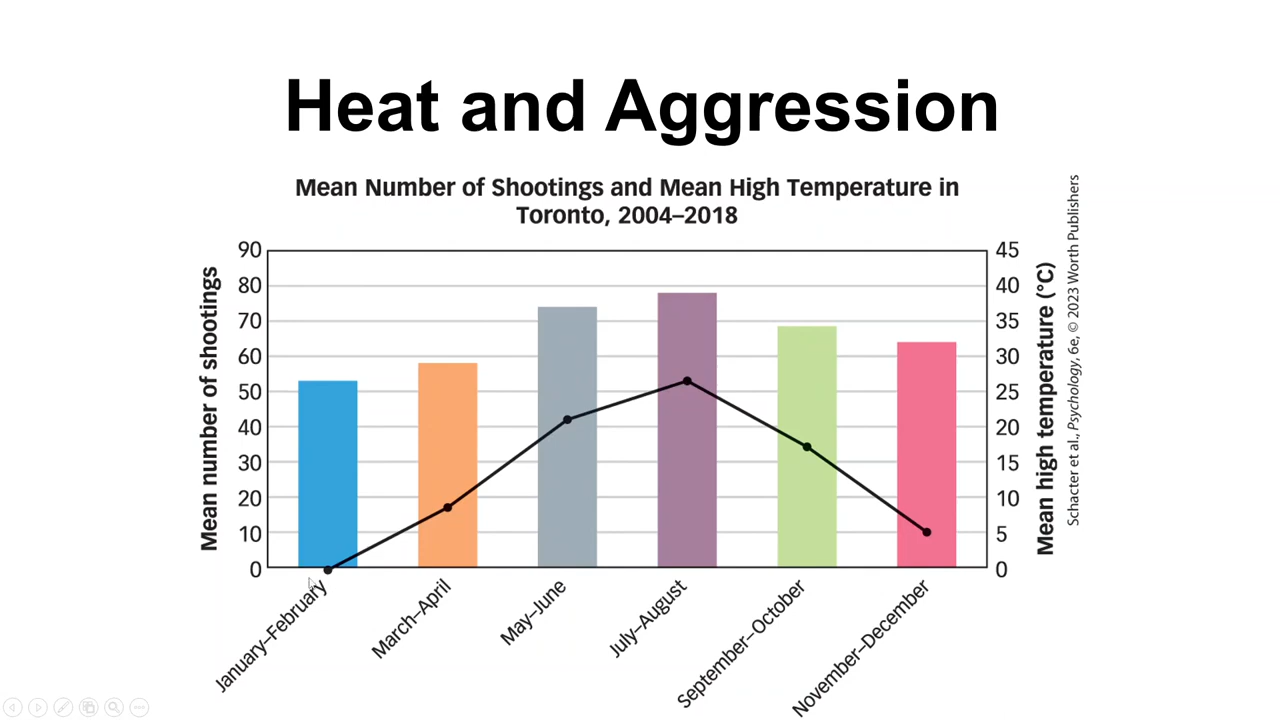 Heat and Aggression
Mean Number of Shootings and Mean High Temperature in
Toronto, 2004–2018
Mean number of shootings
90
80
70
60
50
40
30
20
10
0
45
40
35
30
25
20
15
10
5
0
Mean high temperature (°C)
Schacter et al., Psychology, 6e, © 2023 Worth Publishers
January–February
March–April
May–June
July–August
September–October
November–December